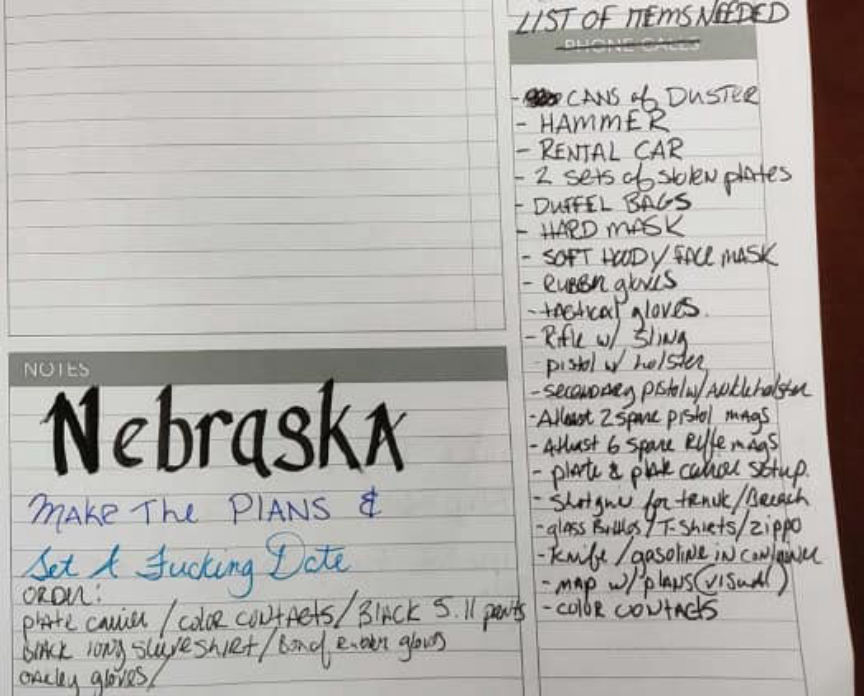 NOTES
Nebraska
Make The Plans &
Set A Fucking Date
Order:
plate carrier / color contacts / Black 5.11 pants
Black long sleeve shirt / Box of rubber gloves
oakley gloves /
LIST OF ITEMS NEEDED
PHONE CALLS
- CANS of DUSTER
- HAMMER
- RENTAL CAR
- 2 sets of stolen plates
- DUFFEL BAGS
- HARD MASK
- SOFT HOODY/FACE MASK
- Rubber gloves
- tactical gloves.
- Rifle w/ Sling
pistol w/ holster
- secondary pistol w/ Ankle holster
- Atleast 2 spare pistol mags
- Atleast 6 spare Rifle mags
- plate & plate carrier setup.
- Shotgun for trunk/Breach
- glass Bottles / T-Shirts / zippo
- Knife / gasoline in container
- map w/ plans (visual)
- color contacts